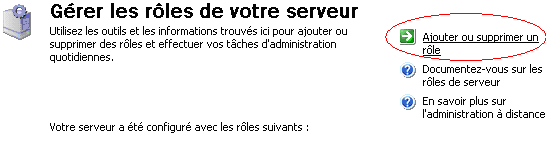 Gérer les rôles de votre serveur
Utilisez les outils et les informations trouvés ici pour ajouter ou
supprimer des rôles et effectuer vos tâches d'administration
quotidiennes.
Ajouter ou supprimer un
rôle
Documentez-vous sur les
rôles de serveur
En savoir plus sur
l'administration à distance
Votre serveur a été configuré avec les rôles suivants :